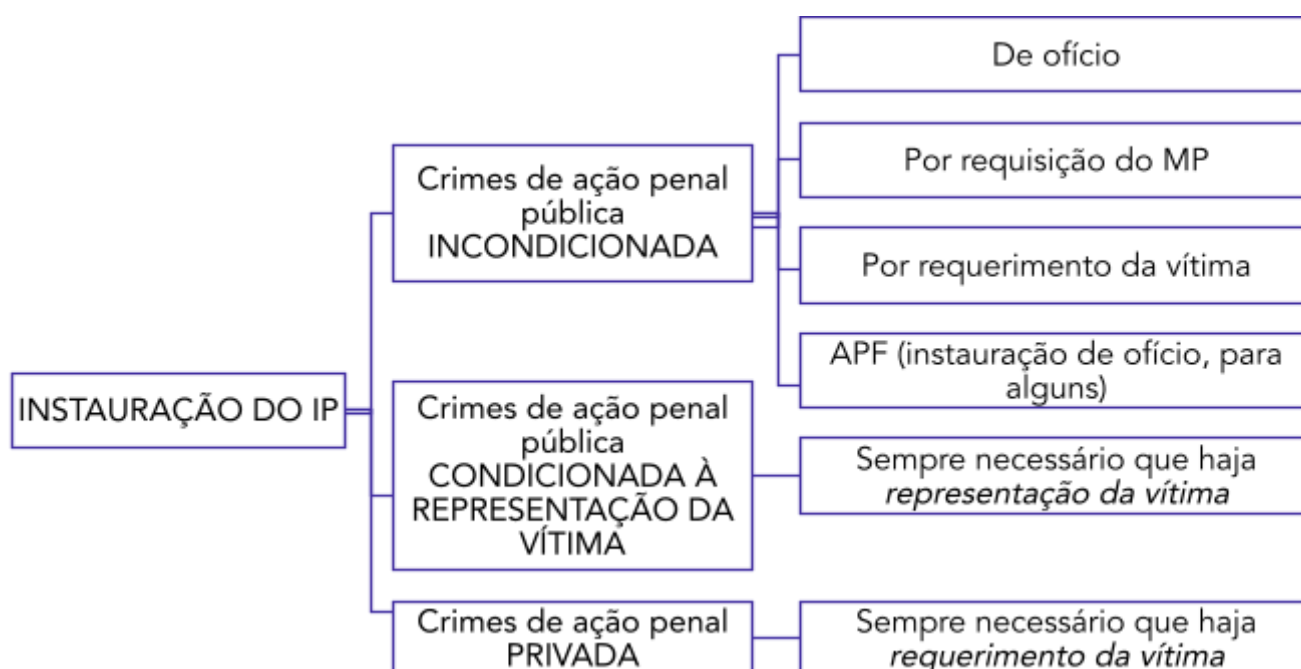 INSTAURAÇÃO DO IP
Crimes de ação penal
pública
INCONDICIONADA
De ofício
Por requisição do MP
Por requerimento da vítima
APF (instauração de ofício, para
alguns)
Crimes de ação penal
pública
CONDICIONADA À
REPRESENTAÇÃO DA
VÍTIMA
Sempre necessário que haja
representação da vítima
Crimes de ação penal
PRIVADA
Sempre necessário que haja
requerimento da vítima